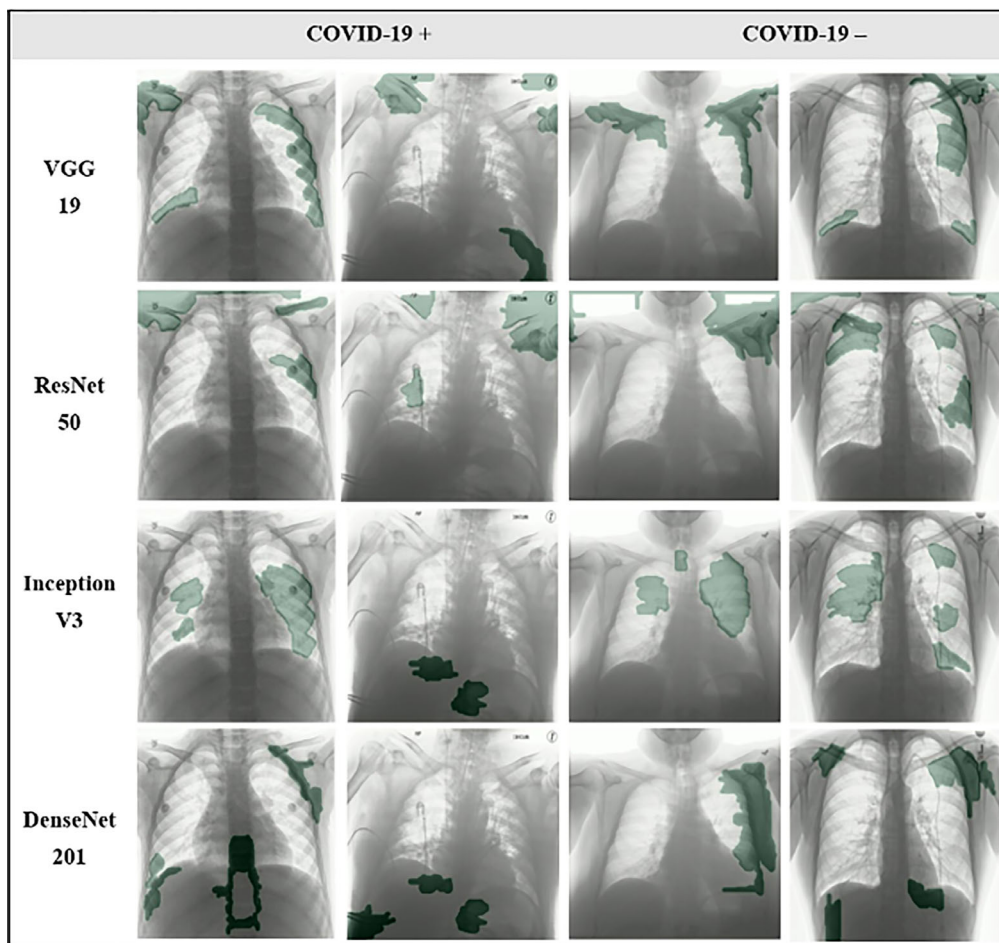 COVID-19 + COVID-19 –
VGG
19
ResNet
50
Inception
V3
DenseNet
201